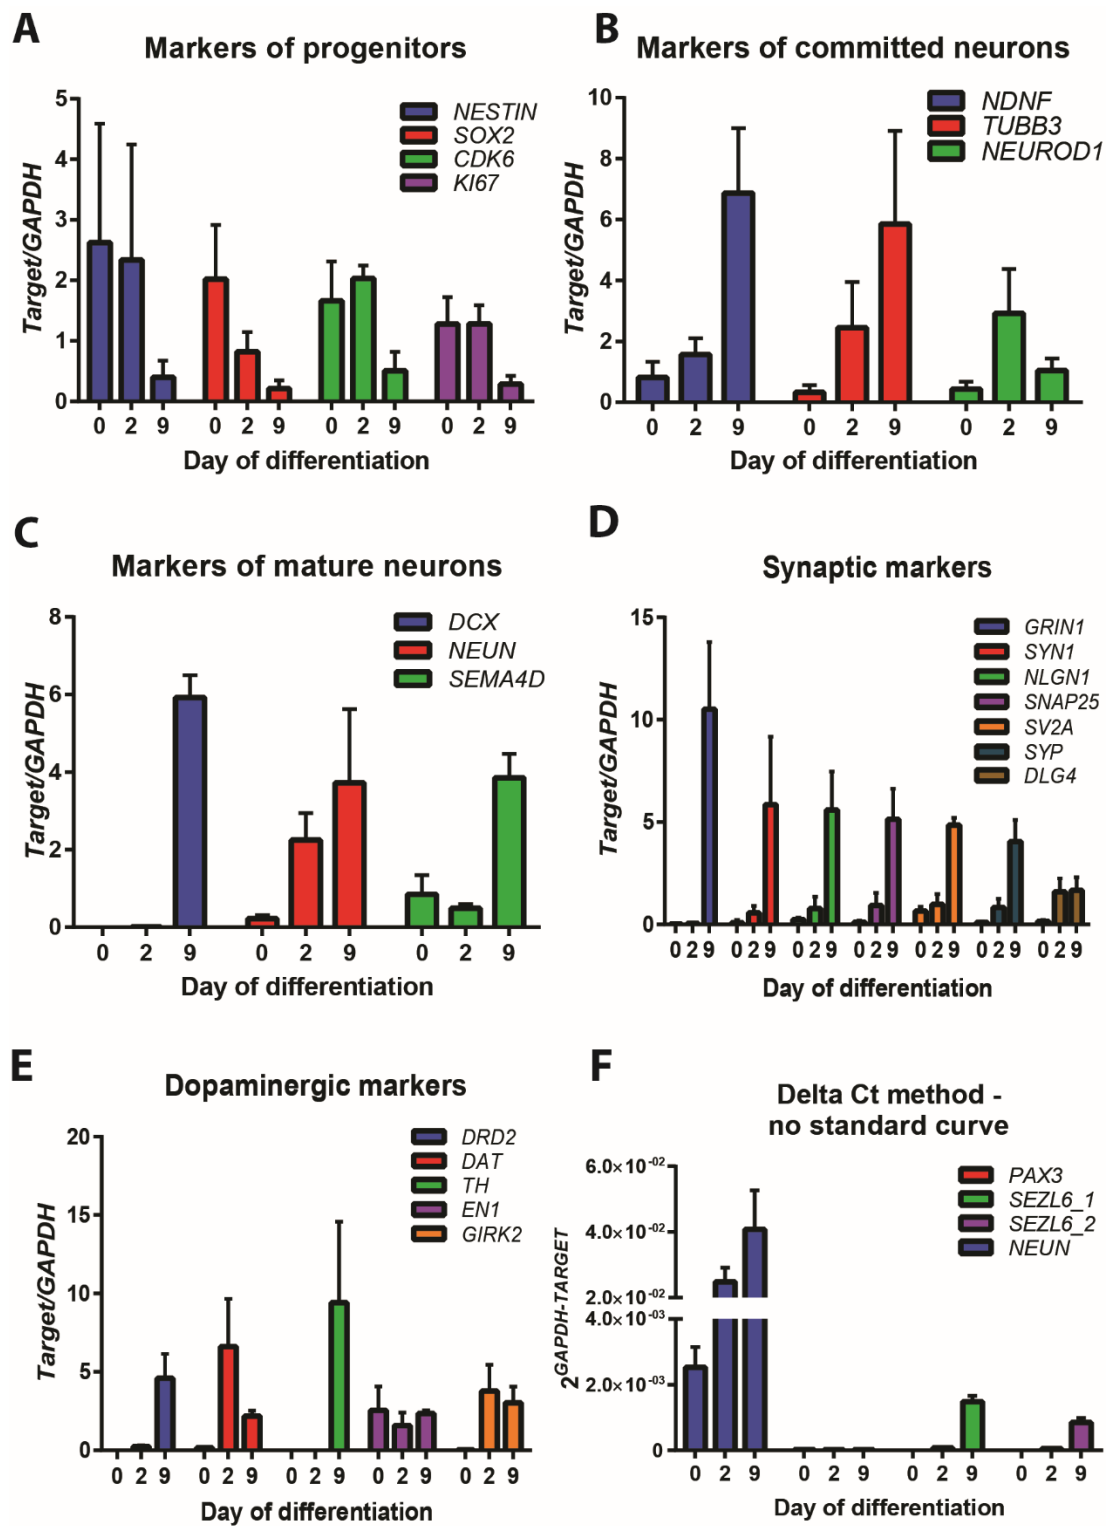 A
Markers of progenitors
5
4
3
2
1
0
Target/GAPDH
NESTIN
SOX2
CDK6
KI67
0 2 9 0 2 9 0 2 9 0 2 9
Day of differentiation
B
Markers of committed neurons
10
8
6
4
2
0
Target/GAPDH
NDNF
TUBB3
NEUROD1
0 2 9 0 2 9 0 2 9
Day of differentiation
C
Markers of mature neurons
8
6
4
2
0
Target/GAPDH
DCX
NEUN
SEMA4D
0 2 9 0 2 9 0 2 9
Day of differentiation
D
Synaptic markers
15
10
5
0
Target/GAPDH
GRIN1
SYN1
NLGN1
SNAP25
SV2A
SYP
DLG4
0 2 9 0 2 9 0 2 9 0 2 9 0 2 9 0 2 9 0 2 9
Day of differentiation
E
Dopaminergic markers
20
15
10
5
0
Target/GAPDH
DRD2
DAT
TH
EN1
GIRK2
0 2 9 0 2 9 0 2 9 0 2 9 0 2 9
Day of differentiation
F
Delta Ct method -
no standard curve
6.0×10⁻⁰²
4.0×10⁻⁰²
2.0×10⁻⁰²
4.0×10⁻⁰³
2.0×10⁻⁰³
0
2^GAPDH-TARGET
PAX3
SEZL6_1
SEZL6_2
NEUN
0 2 9 0 2 9 0 2 9 0 2 9
Day of differentiation